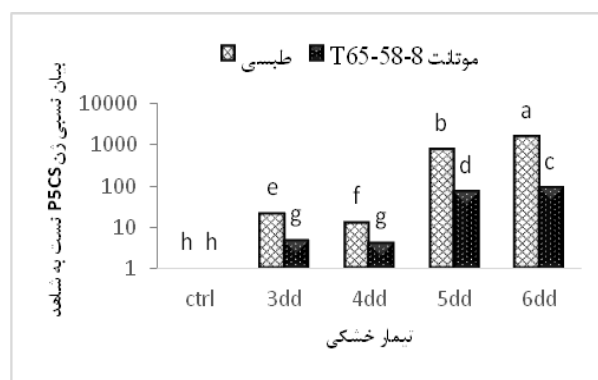 طبسی موتانت T65-58-8
بیان نسبی ژن P5CS نست به شاهد
10000
1000
100
10
1
h h e g f g b d a c
ctrl 3dd 4dd 5dd 6dd
تیمار خشکی